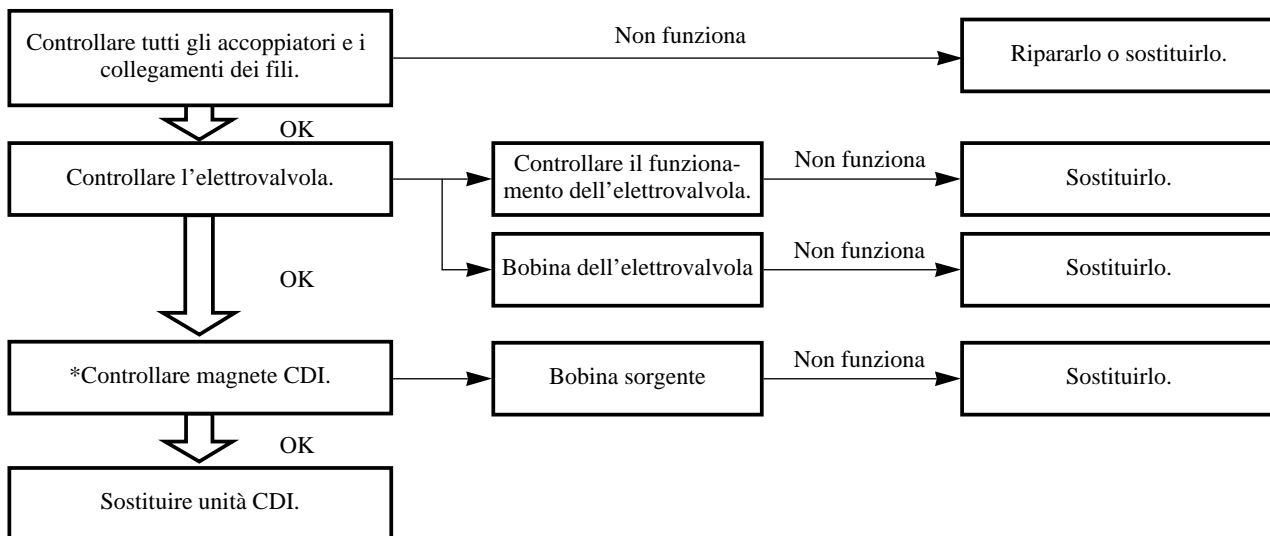 Controllare tutti gli accoppiatori e i
collegamenti dei fili.
Non funziona
Ripararlo o sostituirlo.
OK
Controllare l’elettrovalvola.
Controllare il funziona-
mento dell’elettrovalvola.
Non funziona
Sostituirlo.
Bobina dell’elettrovalvola
Non funziona
Sostituirlo.
OK
*Controllare magnete CDI.
Bobina sorgente
Non funziona
Sostituirlo.
OK
Sostituire unità CDI.